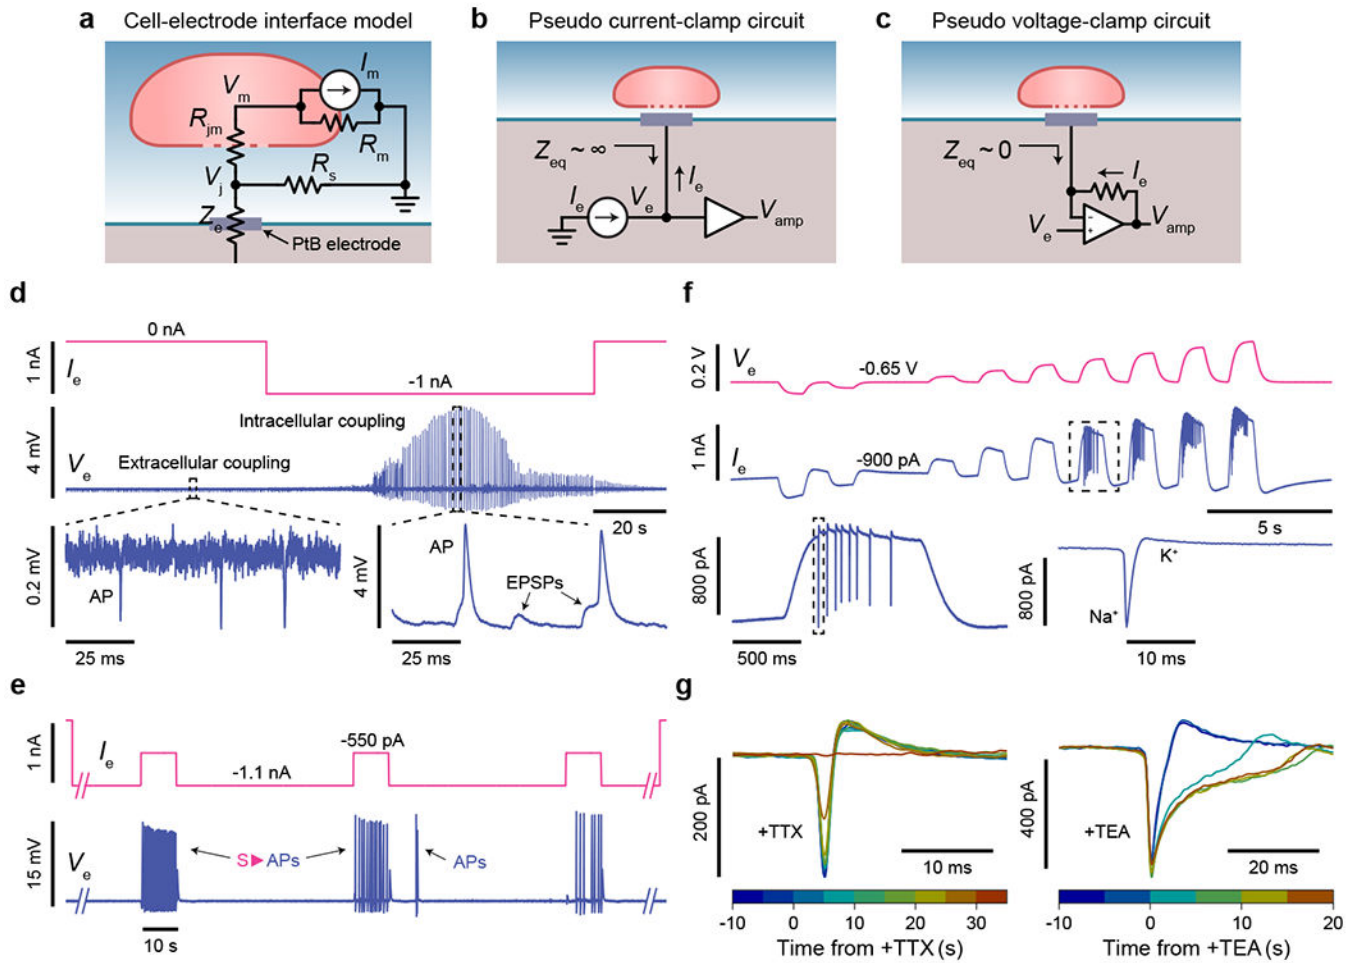 a Cell-electrode interface model
Vm
Im
Rjm
Rm
Vj
Rs
Ze
PtB electrode
b Pseudo current-clamp circuit
Zeq ~ ∞
Ie
Ie
Ve
Vamp
c Pseudo voltage-clamp circuit
Zeq ~ 0
Ie
Ve
Vamp
-
+
d
0 nA
1 nA
Ie
-1 nA
Intracellular coupling
4 mV
Ve
Extracellular coupling
20 s
0.2 mV
AP
25 ms
4 mV
AP
EPSPs
25 ms
e
1 nA
Ie
-550 pA
-1.1 nA
15 mV
Ve
S▶APs
APs
10 s
f
0.2 V
Ve
-0.65 V
1 nA
Ie
-900 pA
5 s
800 pA
500 ms
800 pA
K+
Na+
10 ms
g
200 pA
+TTX
10 ms
-10 0 10 20 30
Time from +TTX (s)
400 pA
+TEA
20 ms
-10 0 10 20
Time from +TEA (s)